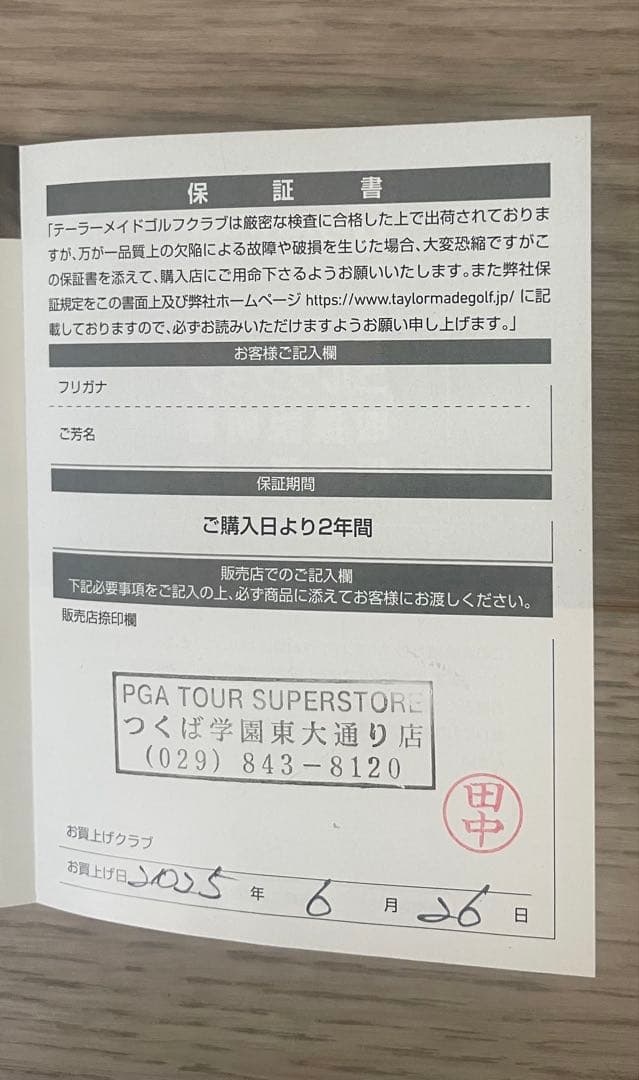 保証書
「テーラーメイドゴルフクラブは厳密な検査に合格した上で出荷されておりま
すが、万が一品質上の欠陥による故障や破損を生じた場合、大変恐縮ですがこ
の保証書を添えて、購入店にご用命下さるようお願いいたします。また弊社保
証規定をこの書面上及び弊社ホームページ https://www.taylormadegolf.jp/ に記
載しておりますので、必ずお読みいただけますようお願い申し上げます。」
お客様ご記入欄
フリガナ
ご芳名
保証期間
ご購入日より2年間
販売店でのご記入欄
下記必要事項をご記入の上、必ず商品に添えてお客様にお渡しください。
販売店捺印欄
PGA TOUR SUPERSTORE
つくば学園東大通り店
(029) 843-8120
田中
お買上げクラブ
お買上げ日 2025 年 6 月 26 日